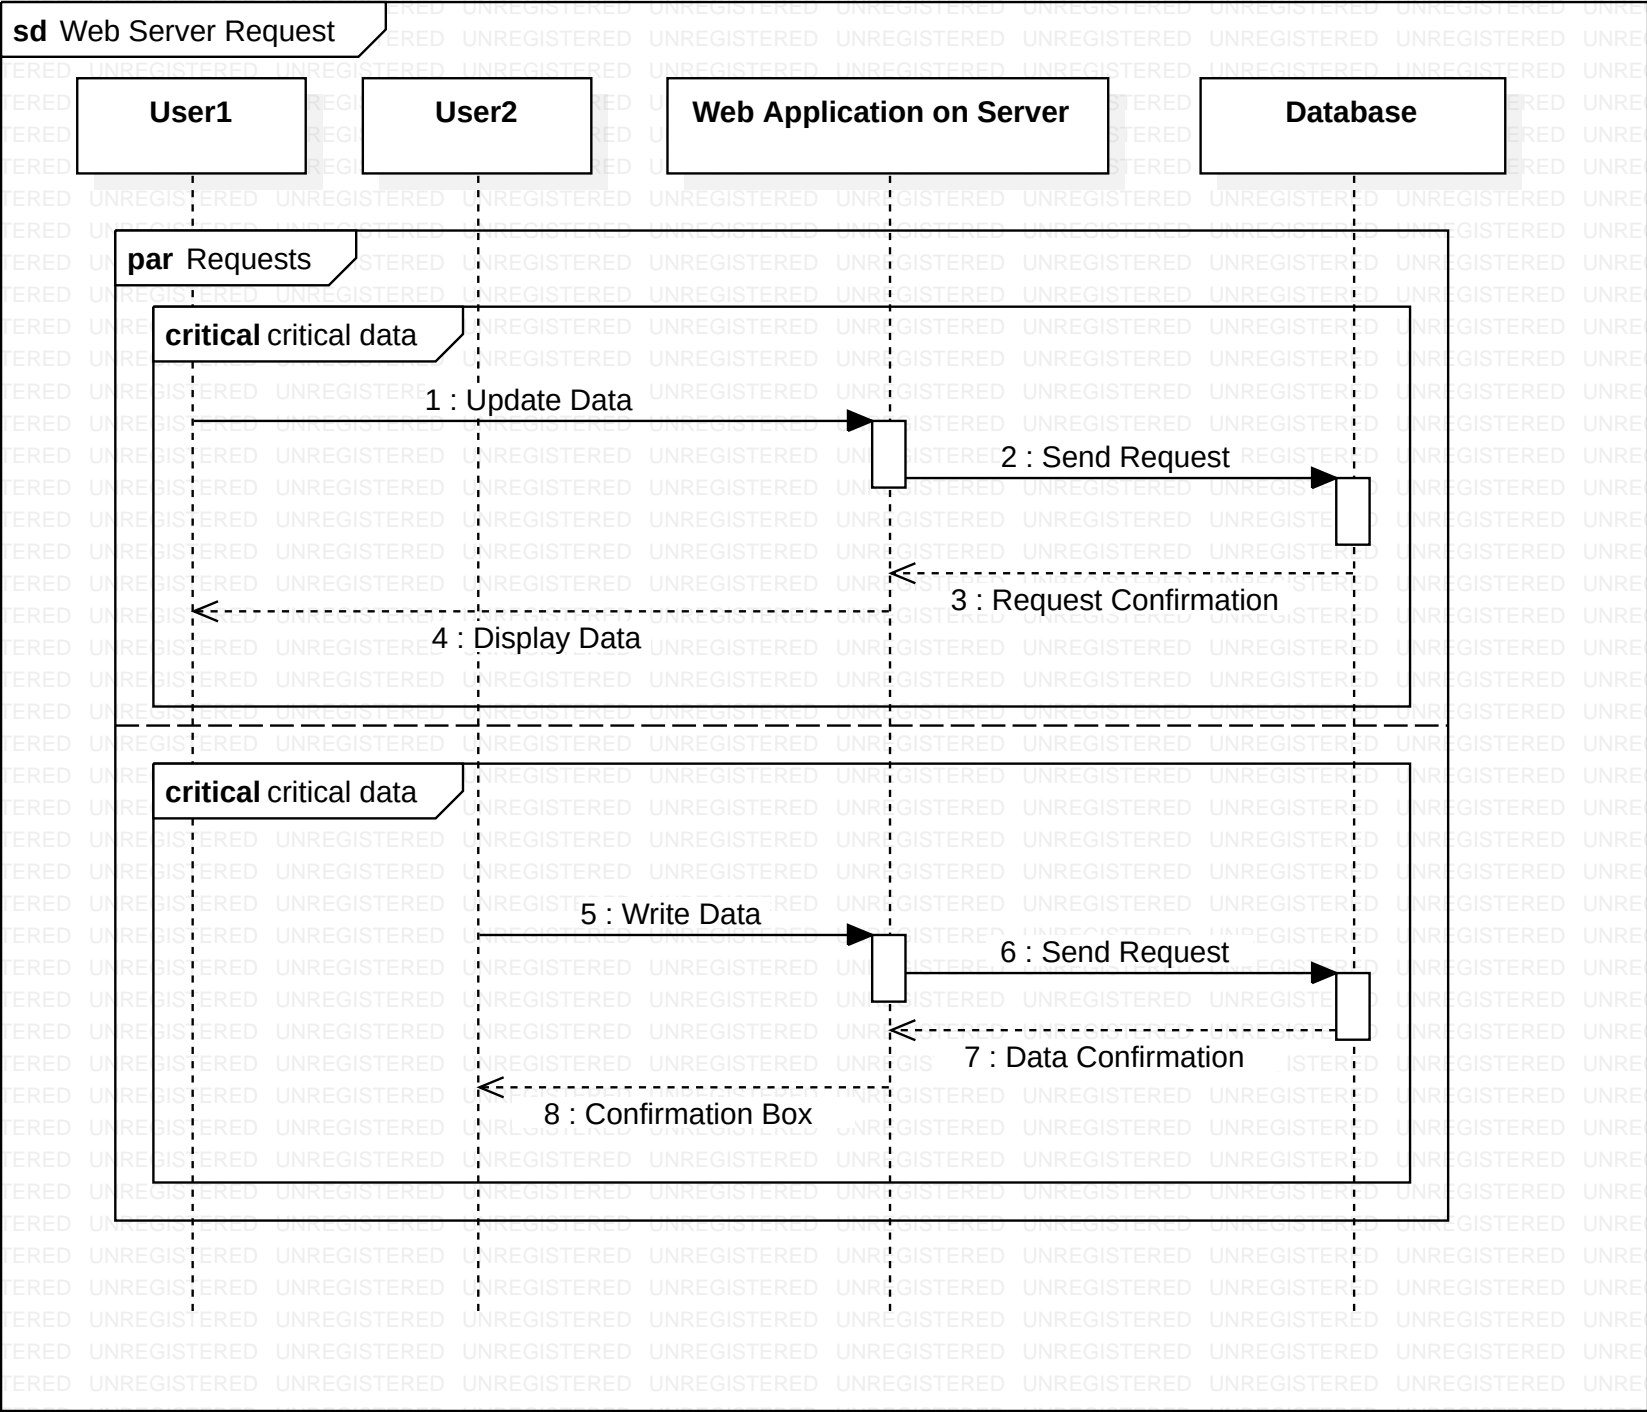 sd Web Server Request
User1
User2
Web Application on Server
Database
par Requests
critical critical data
1 : Update Data
2 : Send Request
3 : Request Confirmation
4 : Display Data
critical critical data
5 : Write Data
6 : Send Request
7 : Data Confirmation
8 : Confirmation Box
UNREGISTERED